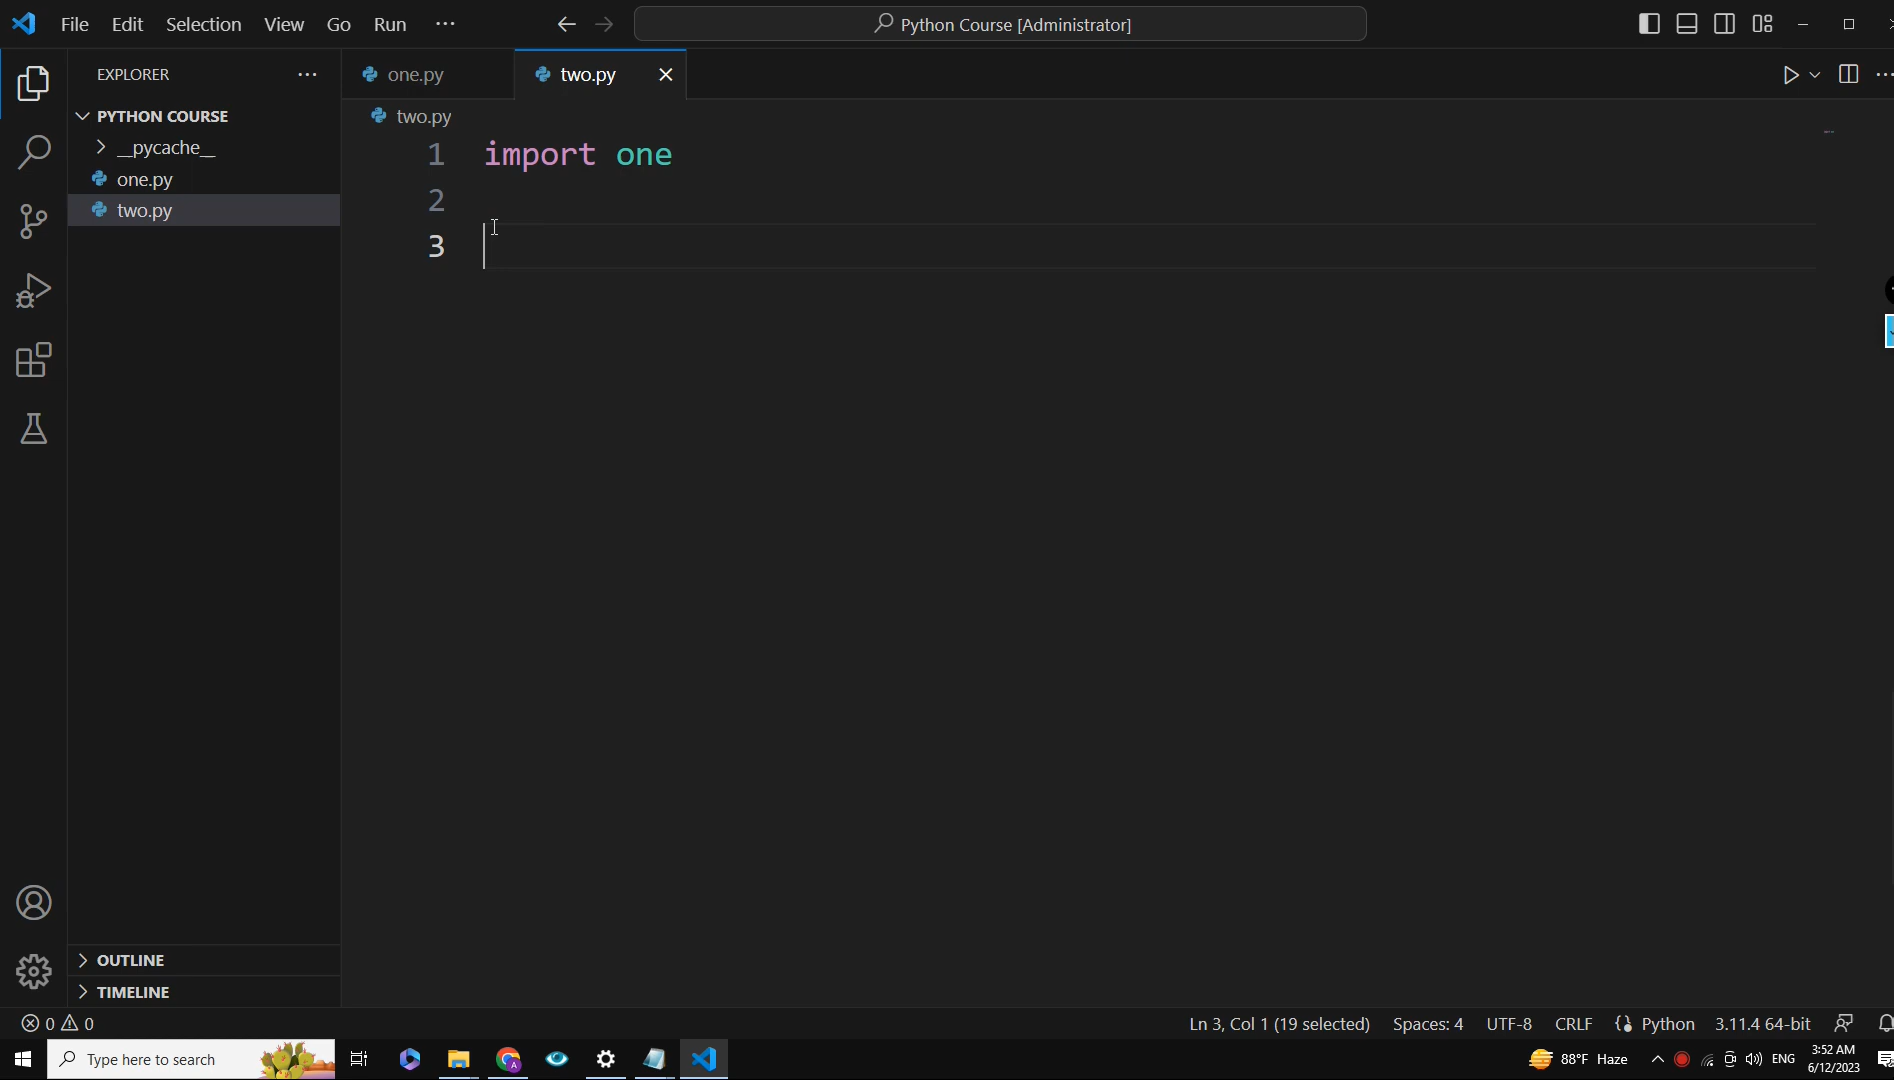 File Edit Selection View Go Run ···
Python Course [Administrator]
EXPLORER
one.py
two.py
PYTHON COURSE
__pycache__
one.py
two.py
two.py
1 import one
2
3
OUTLINE
TIMELINE
0 0
Ln 3, Col 1 (19 selected) Spaces: 4 UTF-8 CRLF Python 3.11.4 64-bit
Type here to search
88°F Haze
ENG
3:52 AM
6/12/2023